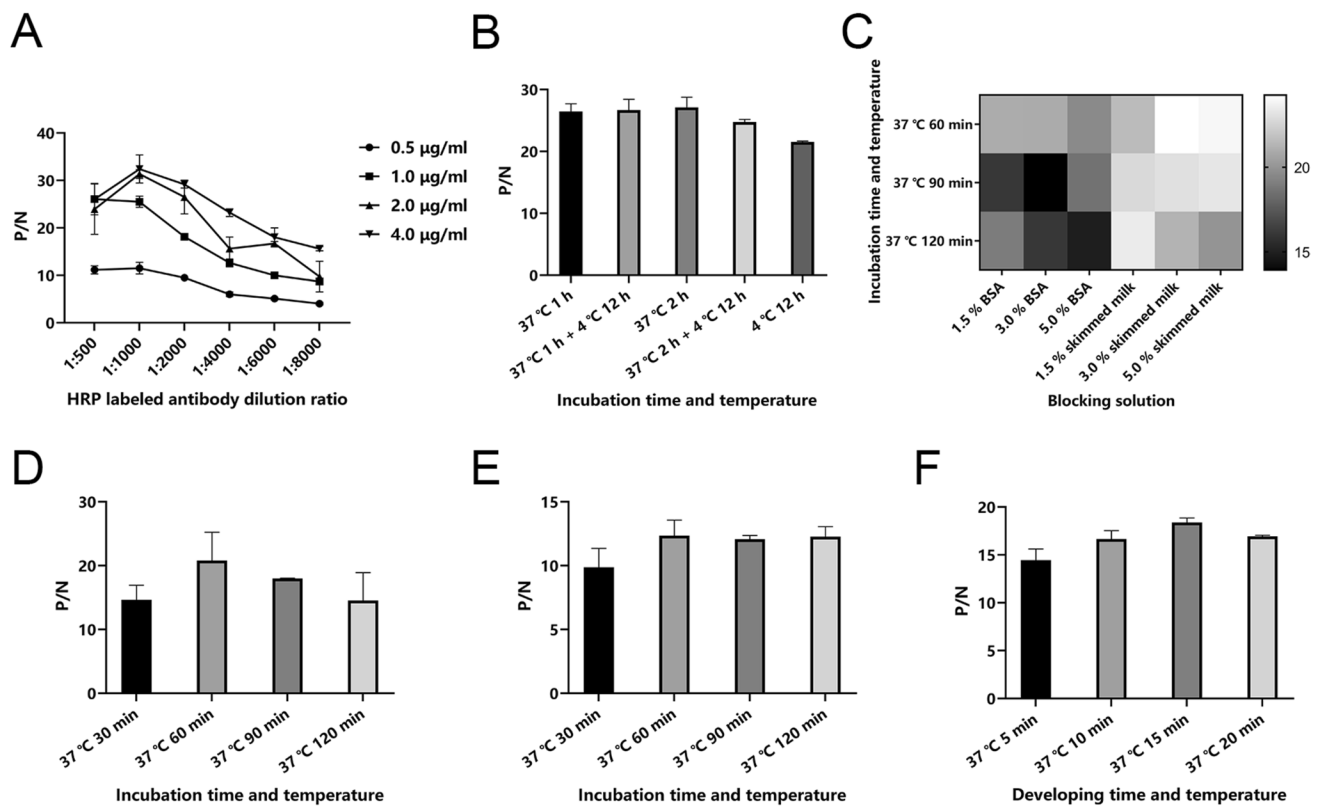 A
B
C
P/N
40
30
20
10
0
1:500
1:1000
1:2000
1:4000
1:6000
1:8000
HRP labeled antibody dilution ratio
0.5 μg/ml
1.0 μg/ml
2.0 μg/ml
4.0 μg/ml
P/N
30
20
10
0
37 ℃ 1 h
37 ℃ 1 h + 4 ℃ 12 h
37 ℃ 2 h
37 ℃ 2 h + 4 ℃ 12 h
4 ℃ 12 h
Incubation time and temperature
Incubation time and temperature
37 ℃ 60 min
37 ℃ 90 min
37 ℃ 120 min
1.5 % BSA
3.0 % BSA
5.0 % BSA
1.5 % skimmed milk
3.0 % skimmed milk
5.0 % skimmed milk
Blocking solution
20
15
D
E
F
P/N
30
20
10
0
37 ℃ 30 min
37 ℃ 60 min
37 ℃ 90 min
37 ℃ 120 min
Incubation time and temperature
P/N
15
10
5
0
37 ℃ 30 min
37 ℃ 60 min
37 ℃ 90 min
37 ℃ 120 min
Incubation time and temperature
P/N
20
15
10
5
0
37 ℃ 5 min
37 ℃ 10 min
37 ℃ 15 min
37 ℃ 20 min
Developing time and temperature